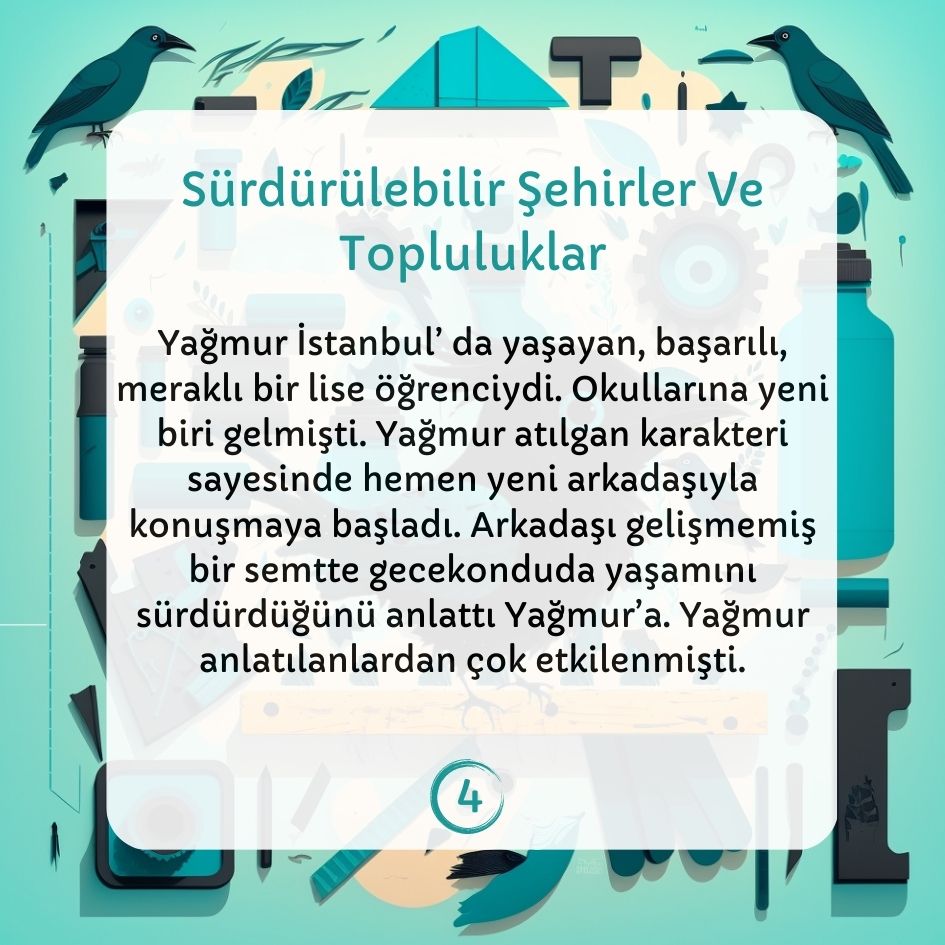 Sürdürülebilir Şehirler Ve
Topluluklar
Yağmur İstanbul’ da yaşayan, başarılı,
meraklı bir lise öğrenciydi. Okullarına yeni
biri gelmişti. Yağmur atılgan karakteri
sayesinde hemen yeni arkadaşıyla
konuşmaya başladı. Arkadaşı gelişmemiş
bir semtte gecekonduda yaşamını
sürdürdüğünü anlattı Yağmur’a. Yağmur
anlatılanlardan çok etkilenmişti.
4